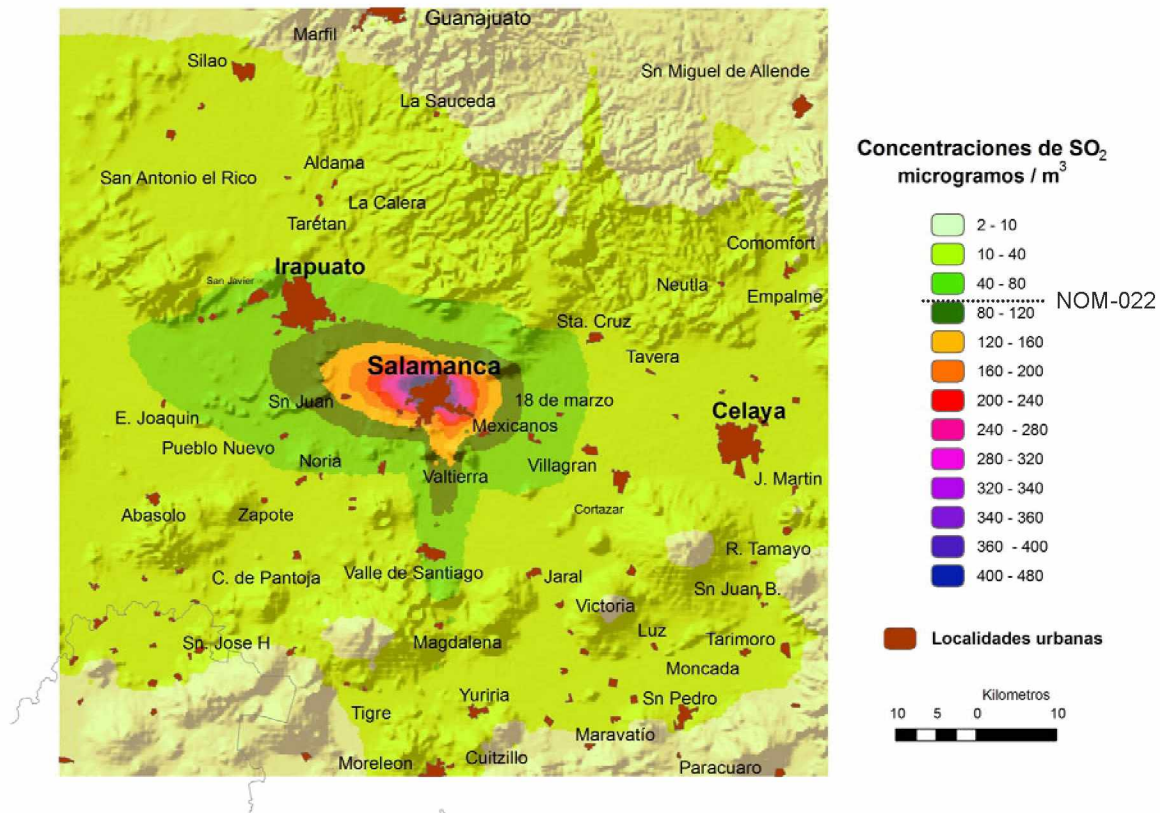 Guanajuato
Marfil
Silao
Sn Miguel de Allende
La Sauceda
Aldama
San Antonio el Rico
La Calera
Taretan
Comomfort
Irapuato
San Javier
Neutla
Empalme
Sta. Cruz
Tavera
Salamanca
Sn Juan
18 de marzo
E. Joaquin
Celaya
Mexicanos
Pueblo Nuevo
Noria
Villagran
Valtierra
J. Martin
Abasolo
Zapote
Cortazar
R. Tamayo
C. de Pantoja
Valle de Santiago
Jaral
Sn Juan B.
Victoria
Sn. Jose H
Magdalena
Luz
Tarimoro
Moncada
Yuriria
Sn Pedro
Tigre
Maravatío
Moreleon
Cuitzillo
Paracuaro
Concentraciones de SO2
microgramos / m3
2 - 10
10 - 40
40 - 80
NOM-022
80 - 120
120 - 160
160 - 200
200 - 240
240 - 280
280 - 320
320 - 340
340 - 360
360 - 400
400 - 480
Localidades urbanas
Kilometros
10 5 0 10